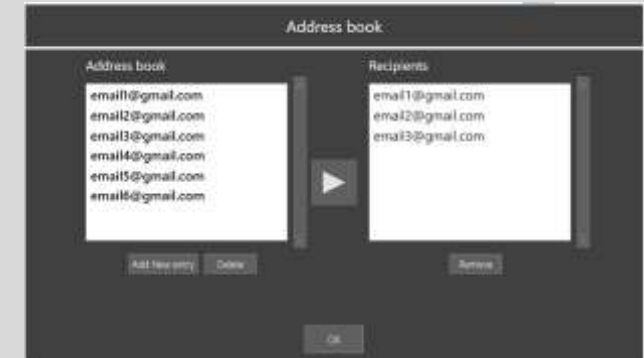 Address book
Address book
Recipients
email1@gmail.com
email2@gmail.com
email3@gmail.com
email4@gmail.com
email5@gmail.com
email6@gmail.com
email1@gmail.com
email2@gmail.com
email3@gmail.com
Add New entry
Delete
Remove
OK